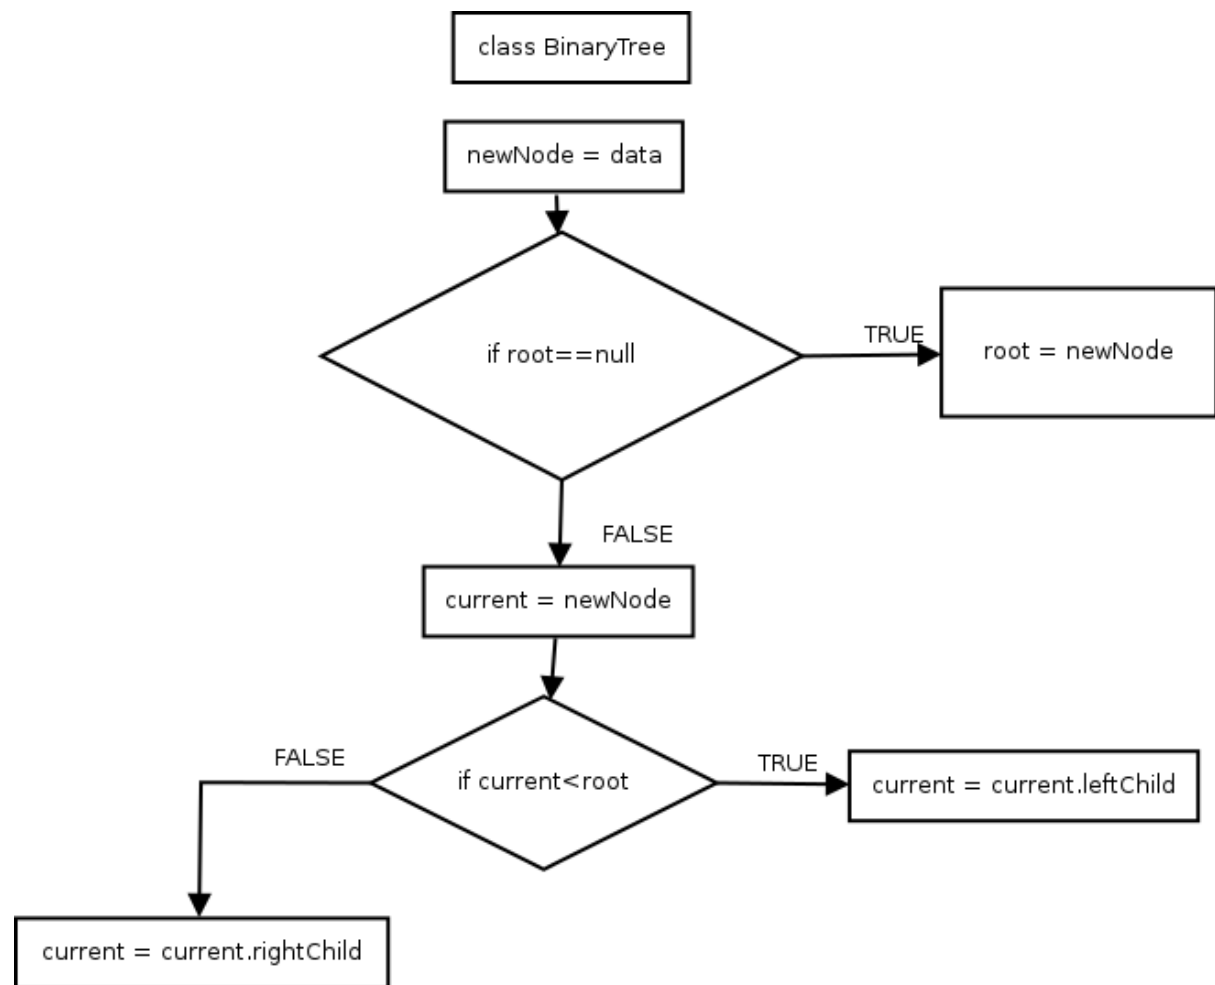 class BinaryTree
newNode = data
if root==null
TRUE
root = newNode
FALSE
current = newNode
if current<root
TRUE
current = current.leftChild
FALSE
current = current.rightChild